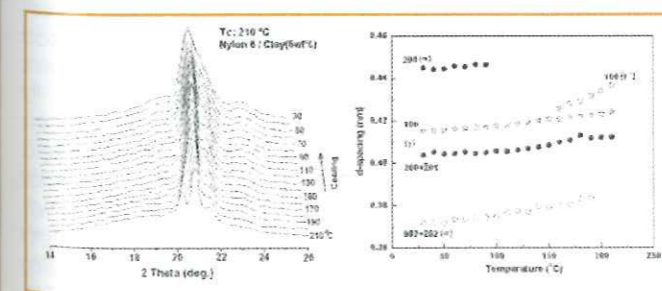 Tc: 210 °C
Nylon 6 / Clay(5wt%)
30
50
70
90
110
130
150
170
190
210°C
Cooling
14 16 18 20 22 24 26
2 Theta (deg.)
0.46
0.44
0.42
0.40
0.38
0.36
d-spacing (nm)
200 (α)
100
0 50 100 150 200 250
Temperature (°C)